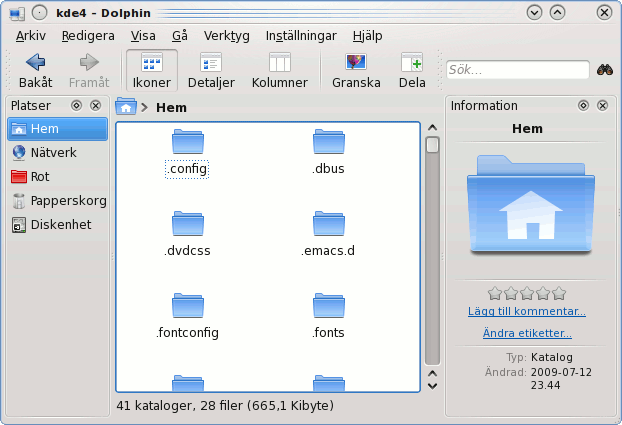 kde4 – Dolphin
Arkiv Redigera Visa Gå Verktyg Inställningar Hjälp
Bakåt Framåt Ikoner Detaljer Kolumner Granska Dela Sök...
Platser
Hem
Nätverk
Rot
Papperskorg
Diskenhet
Hem
.config .dbus
.dvdcss .emacs.d
.fontconfig .fonts
41 kataloger, 28 filer (665,1 Kibyte)
Information
Hem
Lägg till kommentar...
Ändra etiketter...
Typ: Katalog
Ändrad: 2009-07-12
23.44